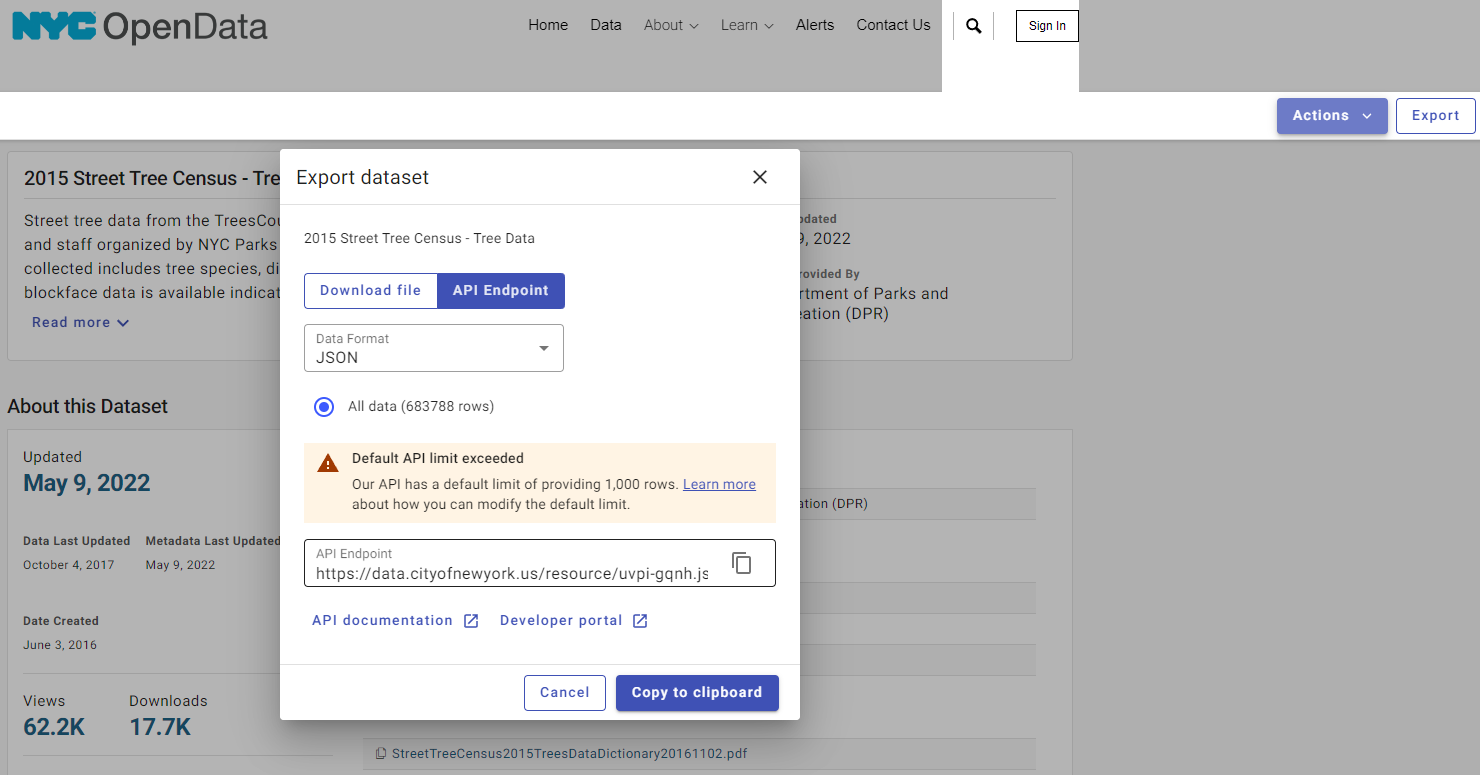 NYC OpenData
Home Data About Learn Alerts Contact Us Sign In
Actions Export
2015 Street Tree Census - Tre
Street tree data from the TreesCou
and staff organized by NYC Parks
collected includes tree species, di
blockface data is available indicat
Read more
pdated
9, 2022
rovided By
rtment of Parks and
eation (DPR)
Export dataset
2015 Street Tree Census - Tree Data
Download file API Endpoint
Data Format
JSON
All data (683788 rows)
Default API limit exceeded
Our API has a default limit of providing 1,000 rows. Learn more
about how you can modify the default limit.
API Endpoint
https://data.cityofnewyork.us/resource/uvpi-gqnh.js
API documentation Developer portal
Cancel Copy to clipboard
About this Dataset
Updated
May 9, 2022
Data Last Updated Metadata Last Updated
October 4, 2017 May 9, 2022
Date Created
June 3, 2016
Views Downloads
62.2K 17.7K
ation (DPR)
StreetTreeCensus2015TreesDataDictionary20161102.pdf